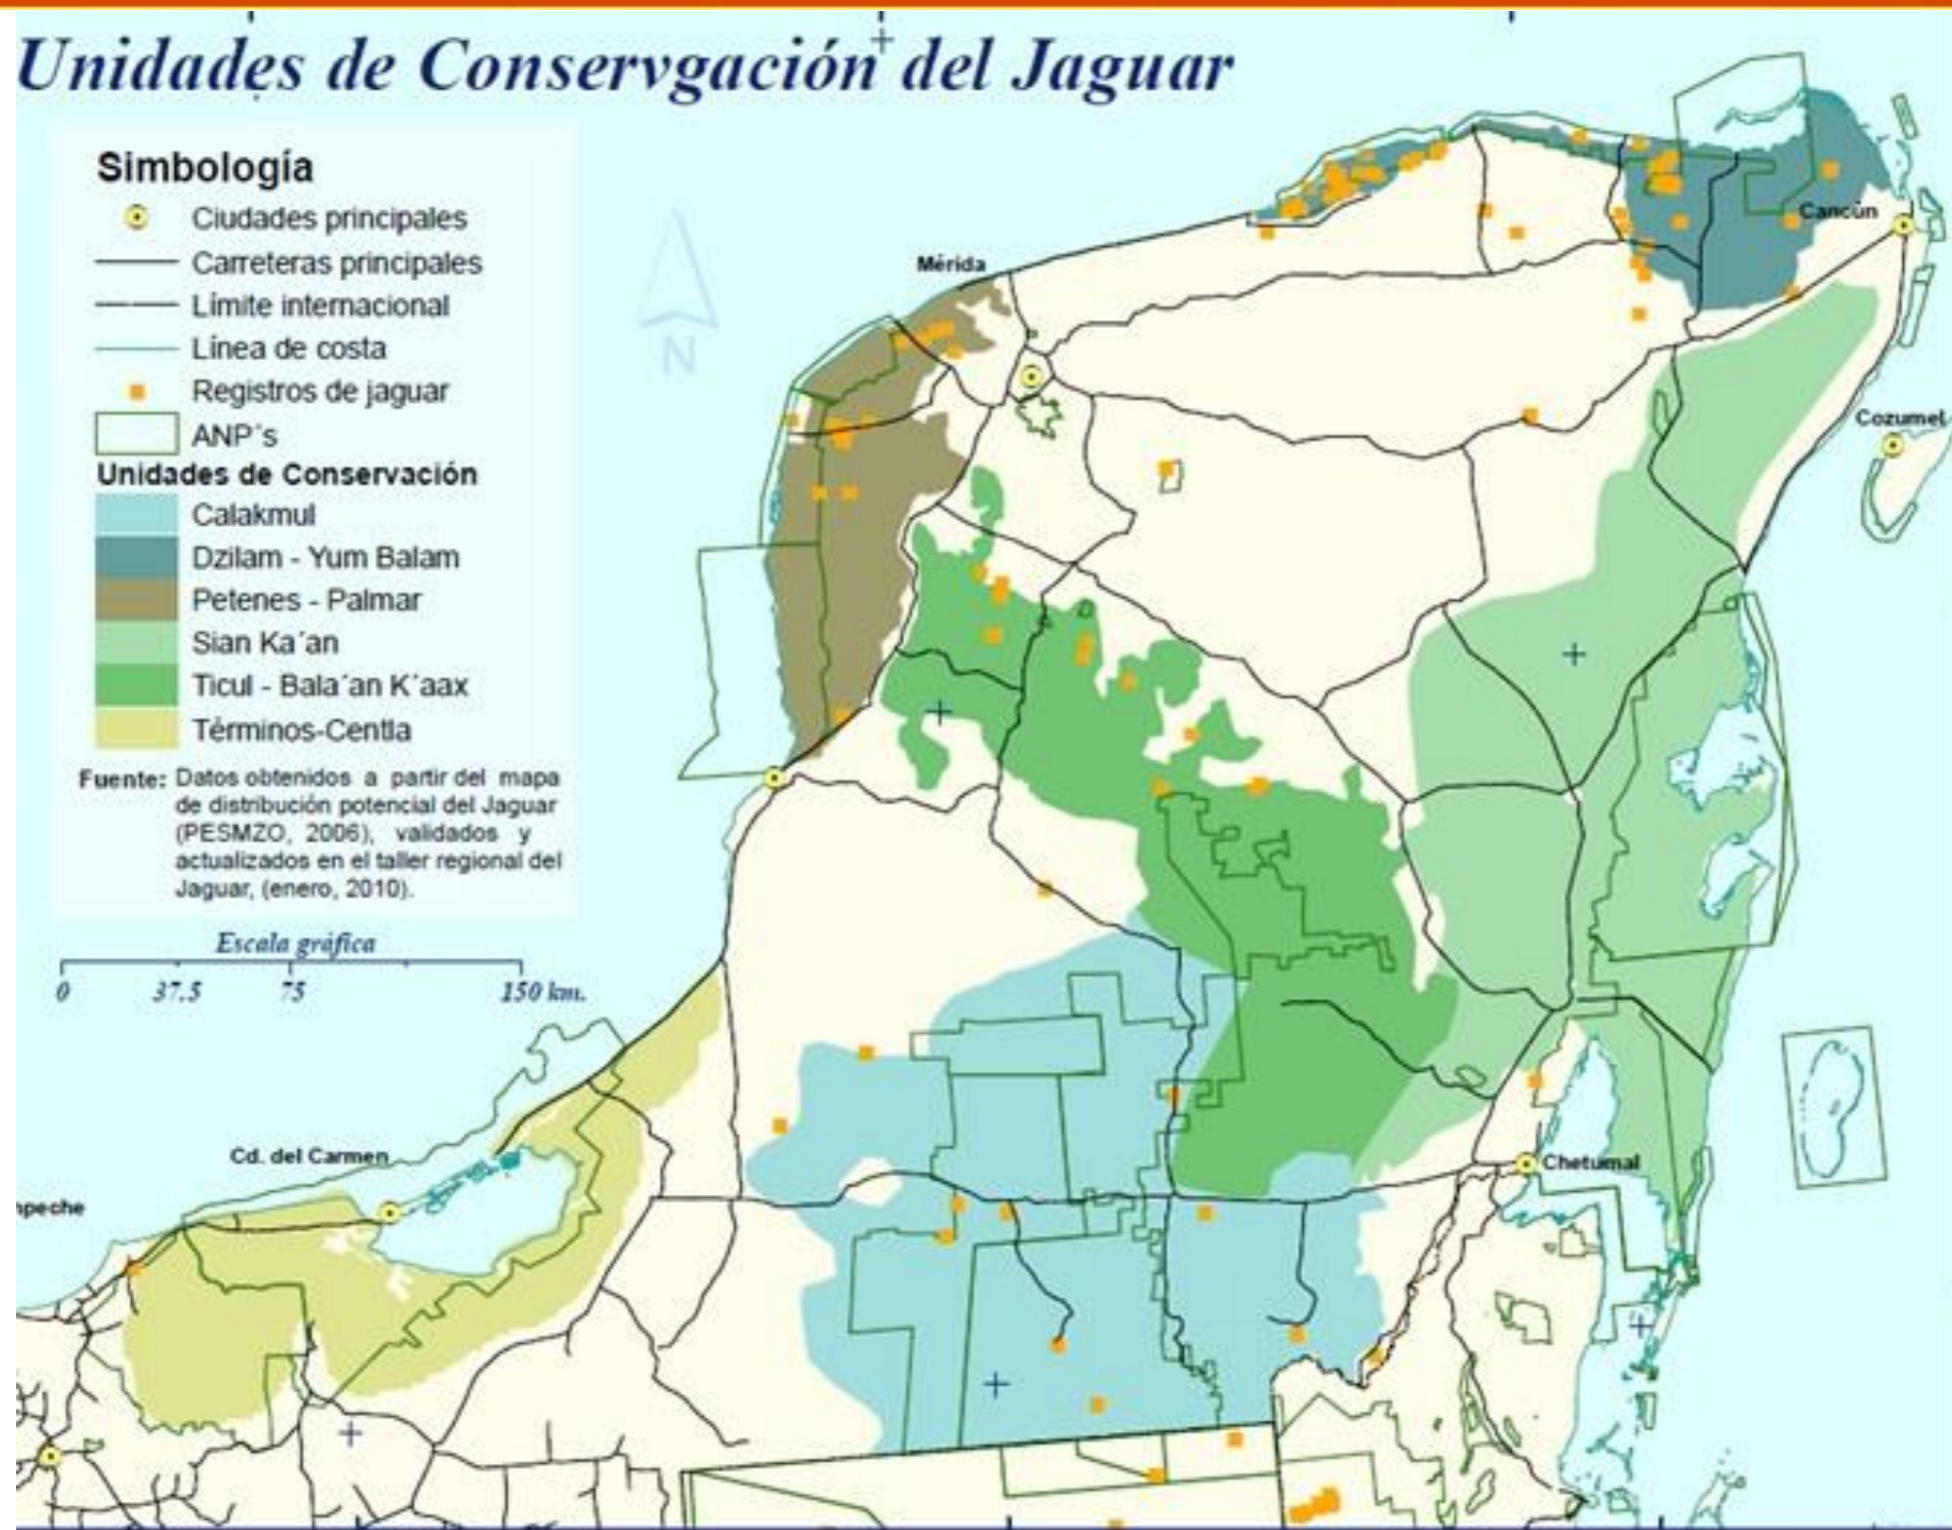 Unidades de Conservgación del Jaguar
Simbología
Ciudades principales
Carreteras principales
Límite internacional
Línea de costa
Registros de jaguar
ANP´s
Unidades de Conservación
Calakmul
Dzilam - Yum Balam
Petenes - Palmar
Sian Ka´an
Ticul - Bala´an K´aax
Términos-Centla
Fuente: Datos obtenidos a partir del mapa
de distribución potencial del Jaguar
(PESMZO, 2006), validados y
actualizados en el taller regional del
Jaguar, (enero, 2010).
Escala gráfica
0 37.5 75 150 km.
N
Mérida
Cancún
Cozumel
Cd. del Carmen
peche
Chetumal